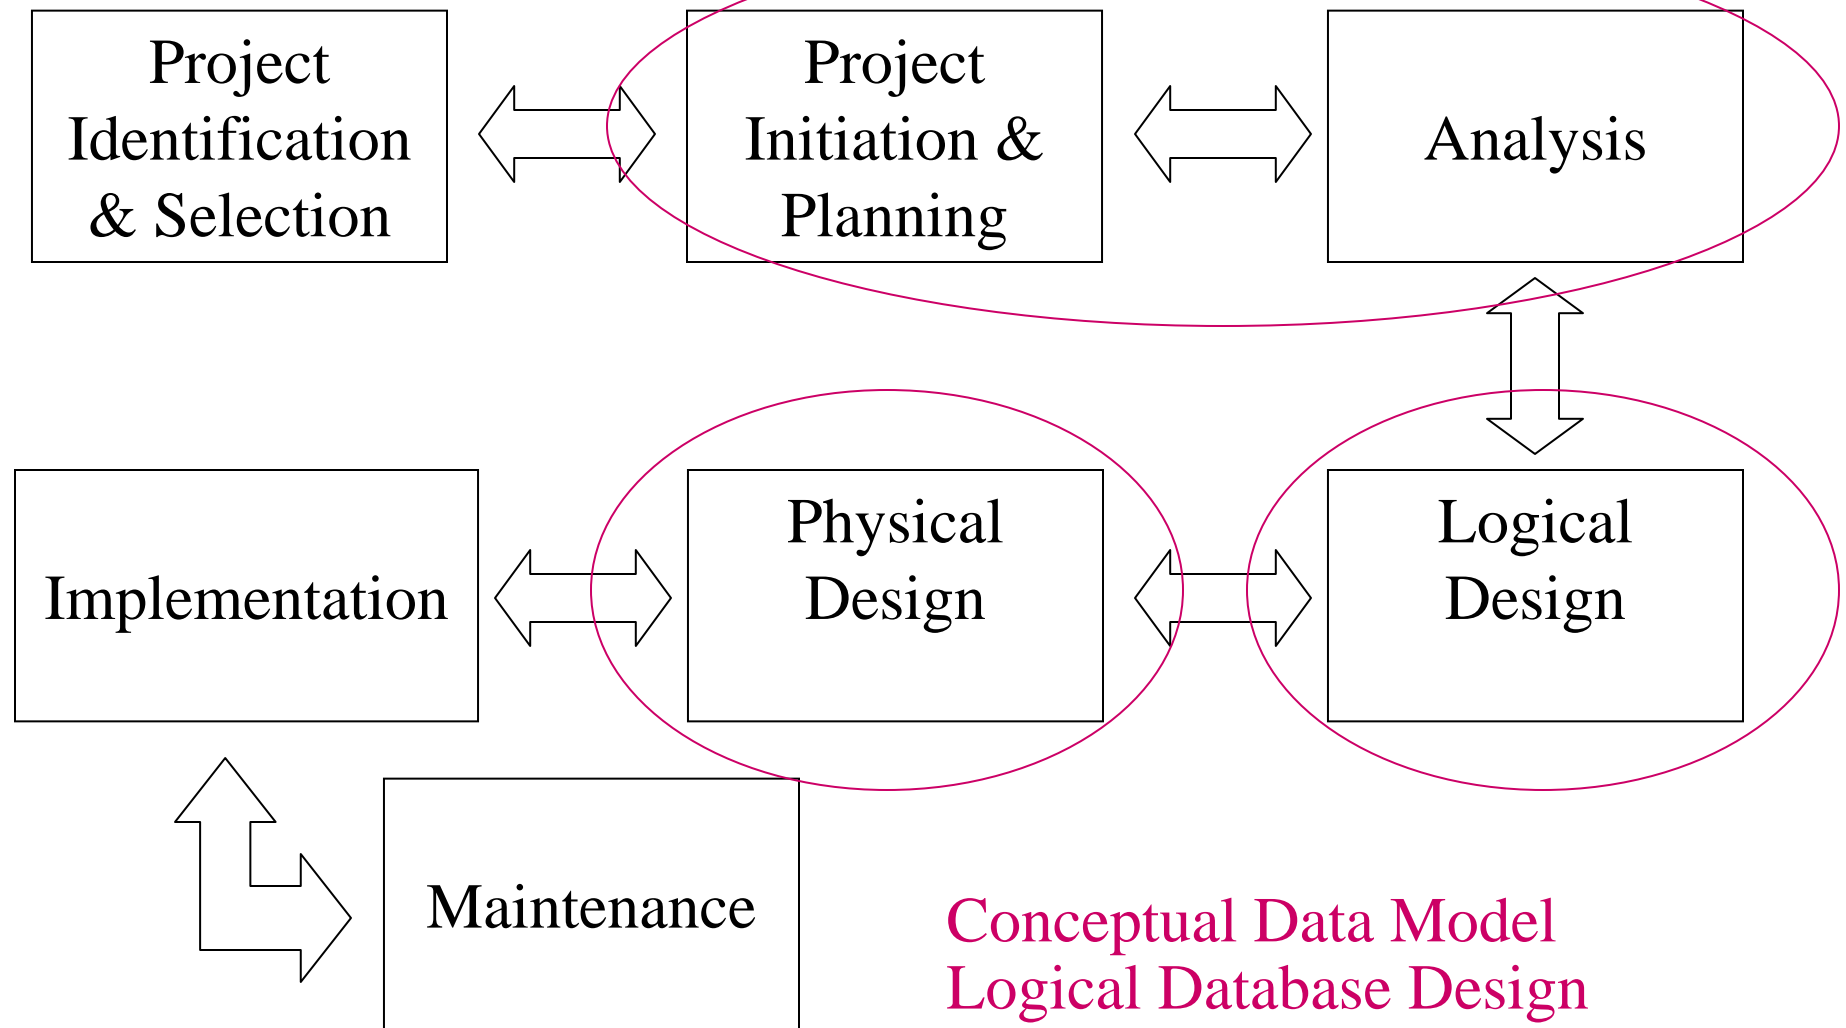 Project
Identification
& Selection
Project
Initiation &
Planning
Analysis
Implementation
Physical
Design
Logical
Design
Maintenance
Conceptual Data Model
Logical Database Design